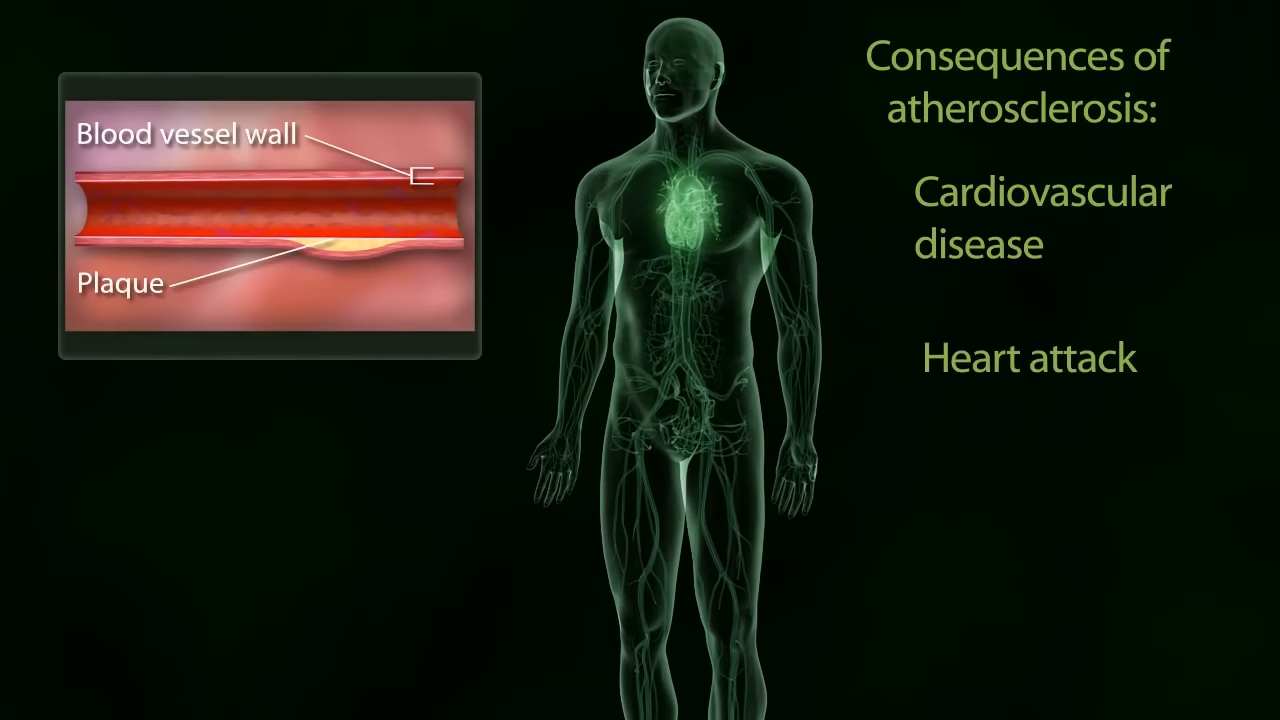 Blood vessel wall
Plaque
Consequences of
atherosclerosis:
Cardiovascular
disease
Heart attack